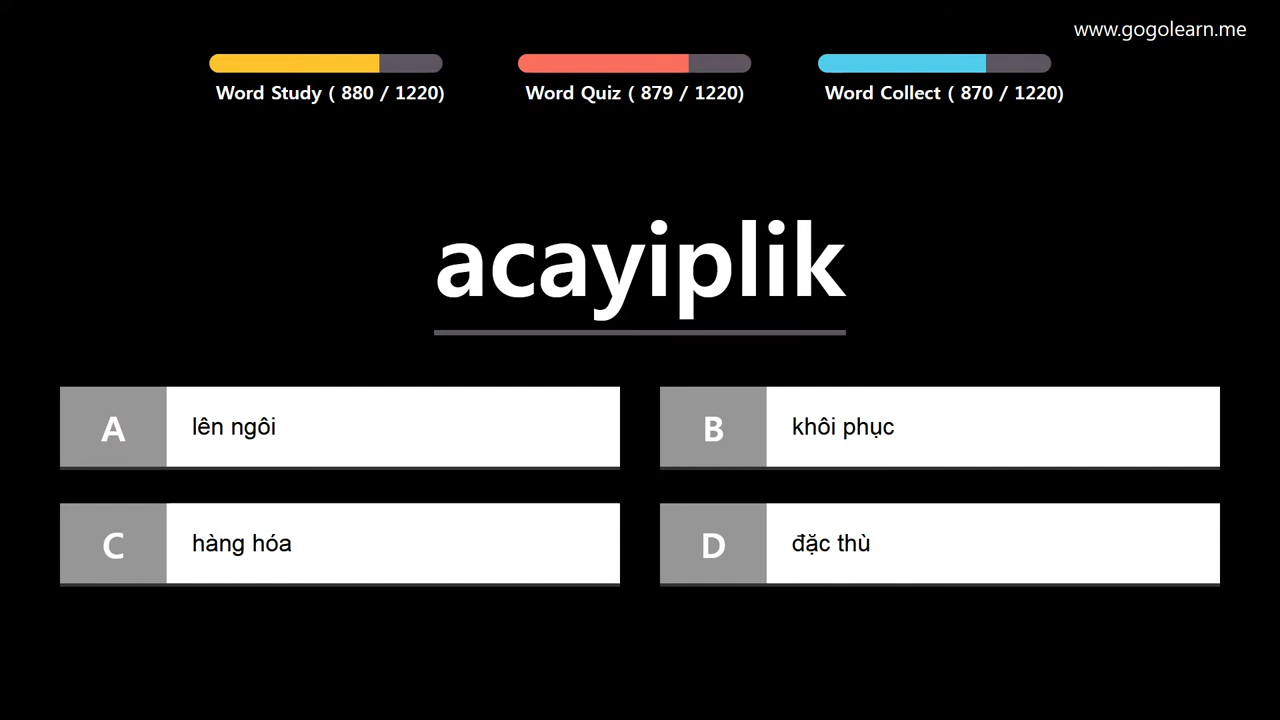 www.gogolearn.me
Word Study ( 880 / 1220)
Word Quiz ( 879 / 1220)
Word Collect ( 870 / 1220)
acayiplik
A
lên ngôi
B
khôi phục
C
hàng hóa
D
đặc thù